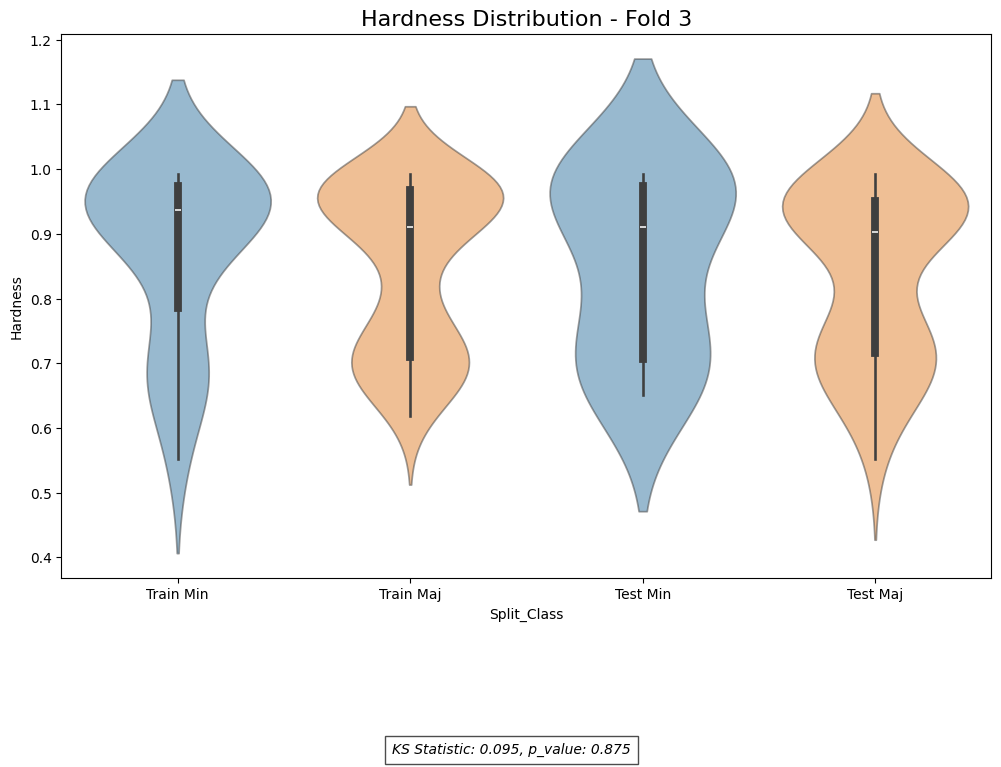 Hardness Distribution - Fold 3
Hardness
1.2
1.1
1.0
0.9
0.8
0.7
0.6
0.5
0.4
Train Min
Train Maj
Test Min
Test Maj
Split_Class
KS Statistic: 0.095, p_value: 0.875